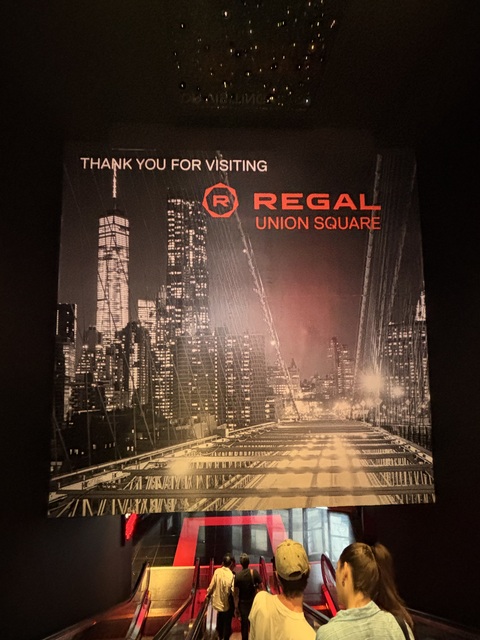 THANK YOU FOR VISITING
R REGAL
UNION SQUARE